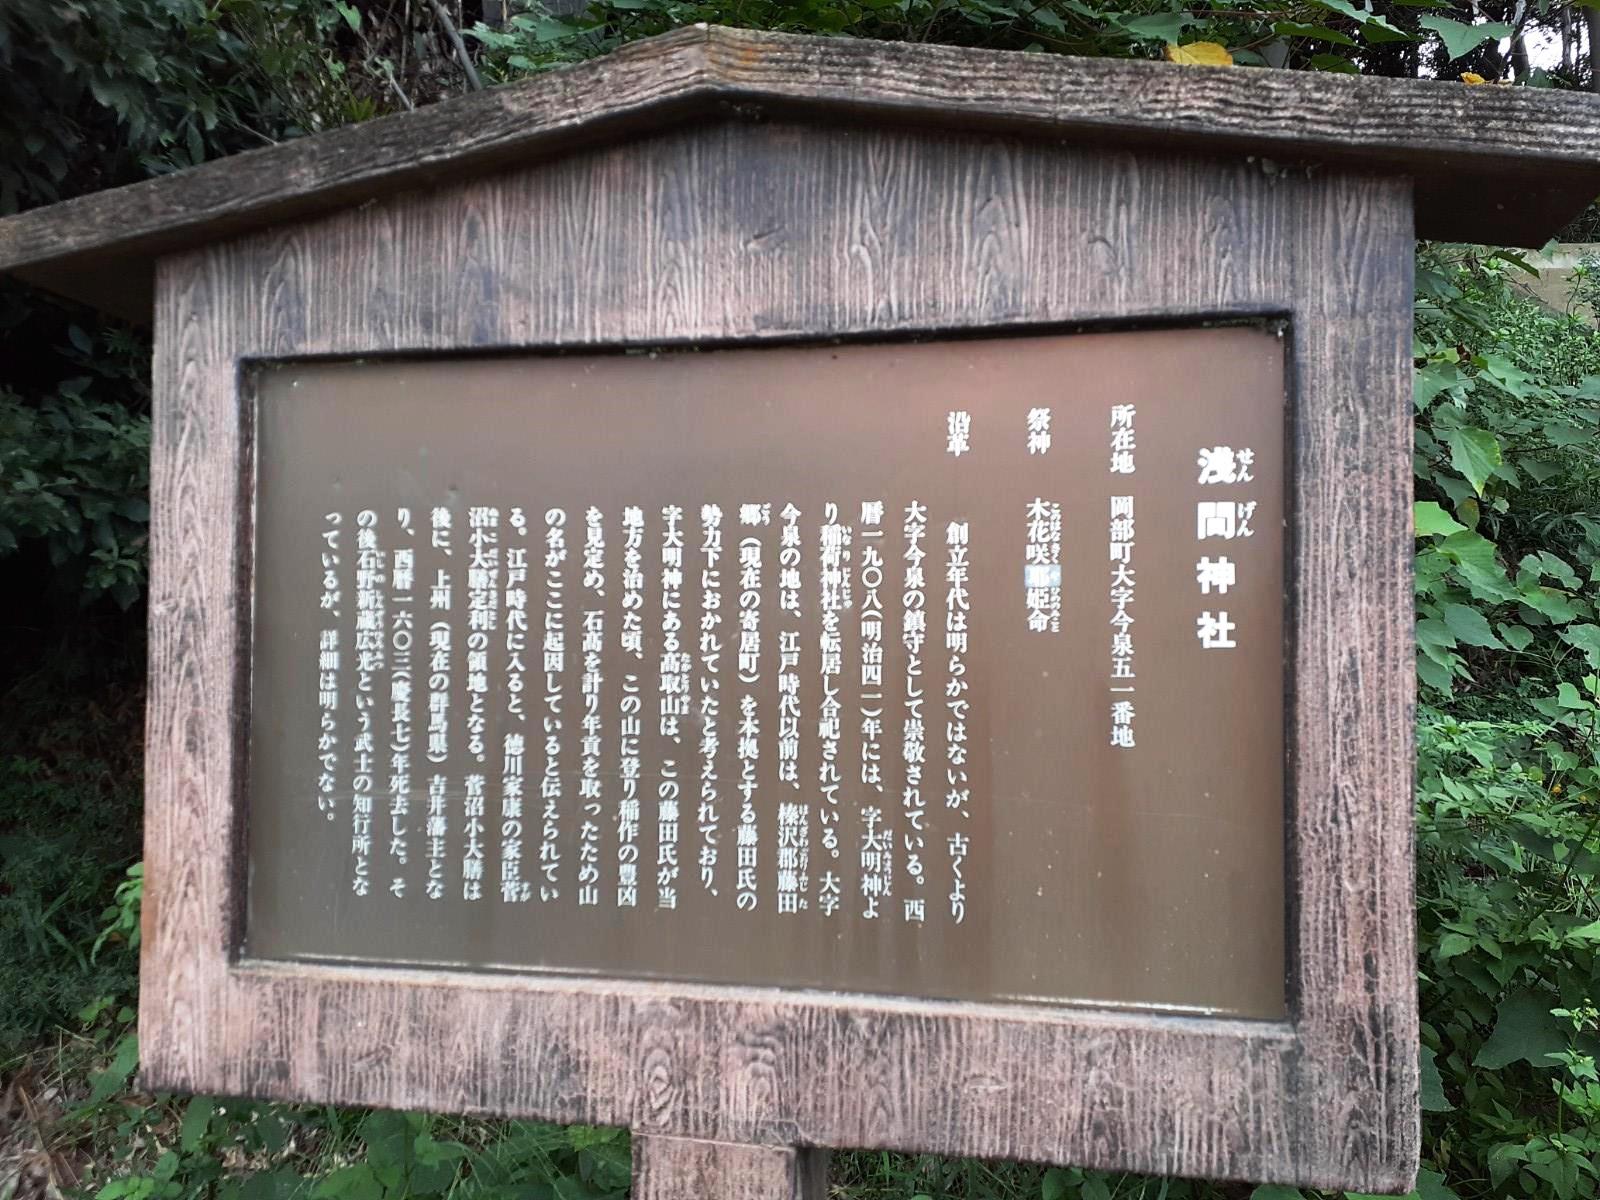 浅間神社
所在地 岡部町大字今泉五一番地
祭神 木花咲耶姫命
沿革
創立年代は明らかではないが、古くより
大字今泉の鎮守として崇敬されている。西
暦一九〇八(明治四一)年には、字大明神よ
り稲荷神社を転居し合祀されている。大字
今泉の地は、江戸時代以前は、榛沢郡藤田
郷(現在の寄居町)を本拠とする藤田氏の
勢力下におかれていたと考えられており、
字大明神にある高取山は、この藤田氏が当
地方を治めた頃、この山に登り稲作の豊凶
を見定め、石高を計り年貢を取ったため山
の名がここに起因していると伝えられてい
る。江戸時代に入ると、徳川家康の家臣菅
沼小大膳定利の領地となる。菅沼小大膳は
後に、上州(現在の群馬県)吉井藩主とな
り、西暦一六〇三(慶長七)年死去した。そ
の後石野新蔵広光という武士の知行所とな
っているが、詳細は明らかでない。